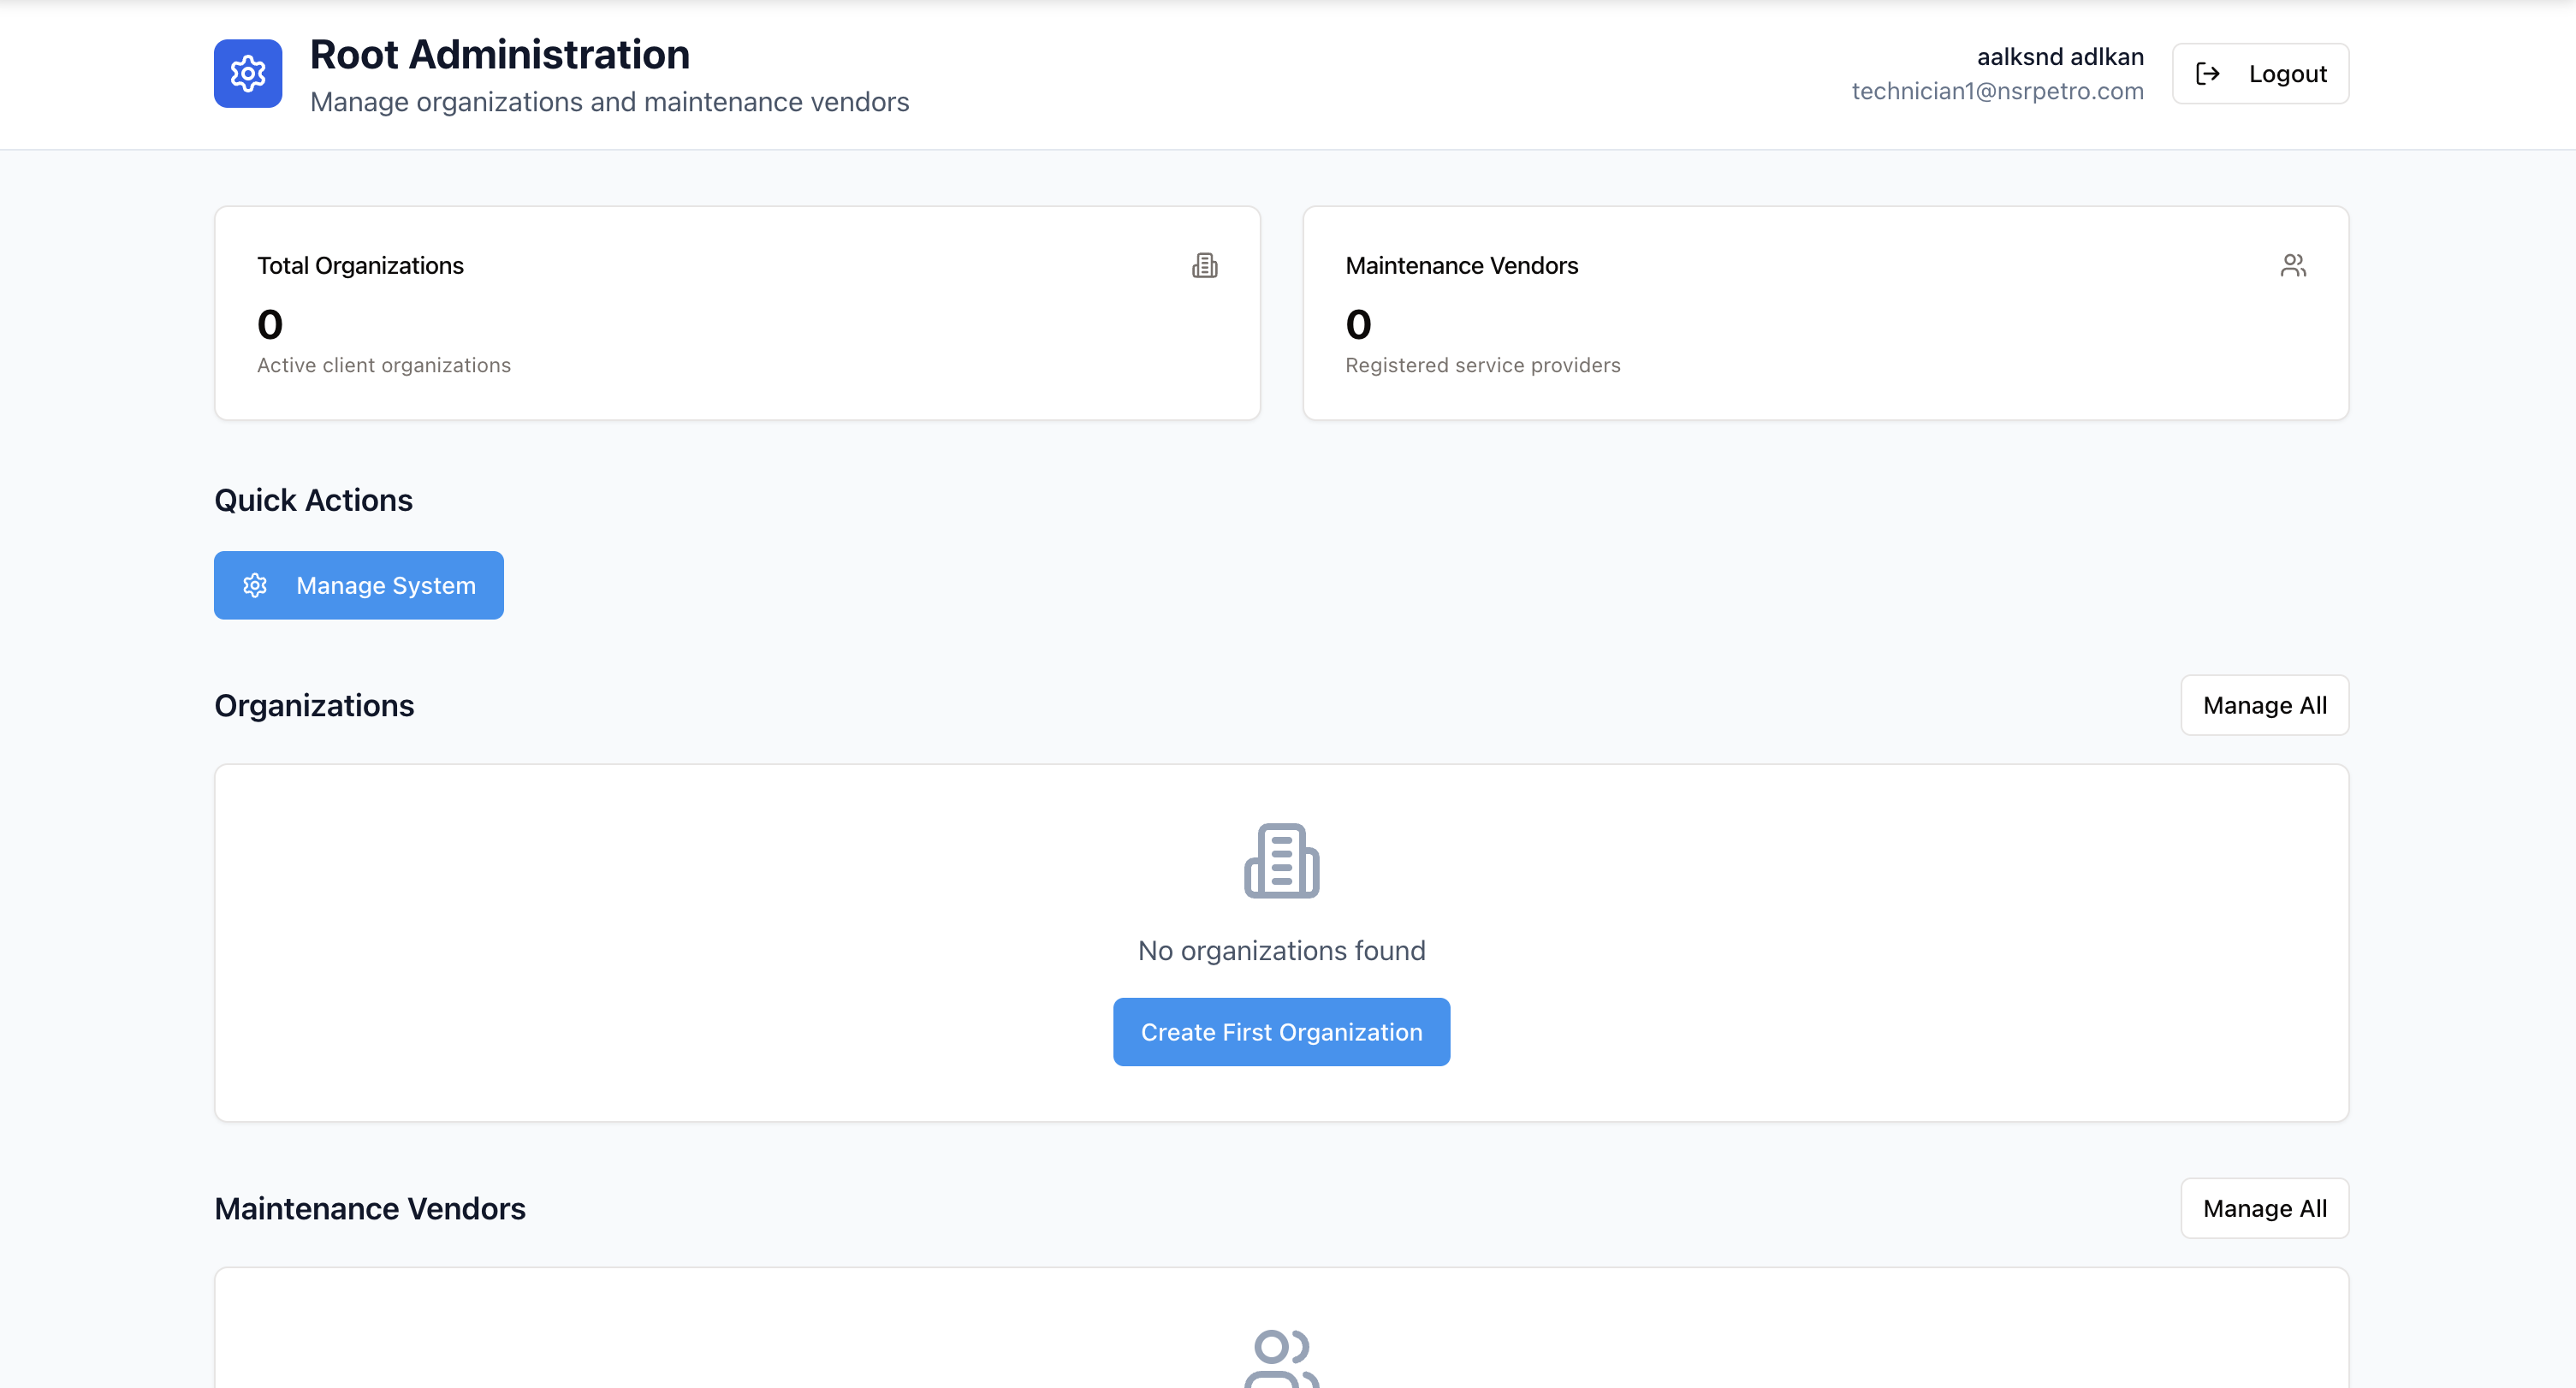 Root Administration
Manage organizations and maintenance vendors
aalksnd adlkan
technician1@nsrpetro.com
Logout
Total Organizations
0
Active client organizations
Maintenance Vendors
0
Registered service providers
Quick Actions
Manage System
Organizations
Manage All
No organizations found
Create First Organization
Maintenance Vendors
Manage All